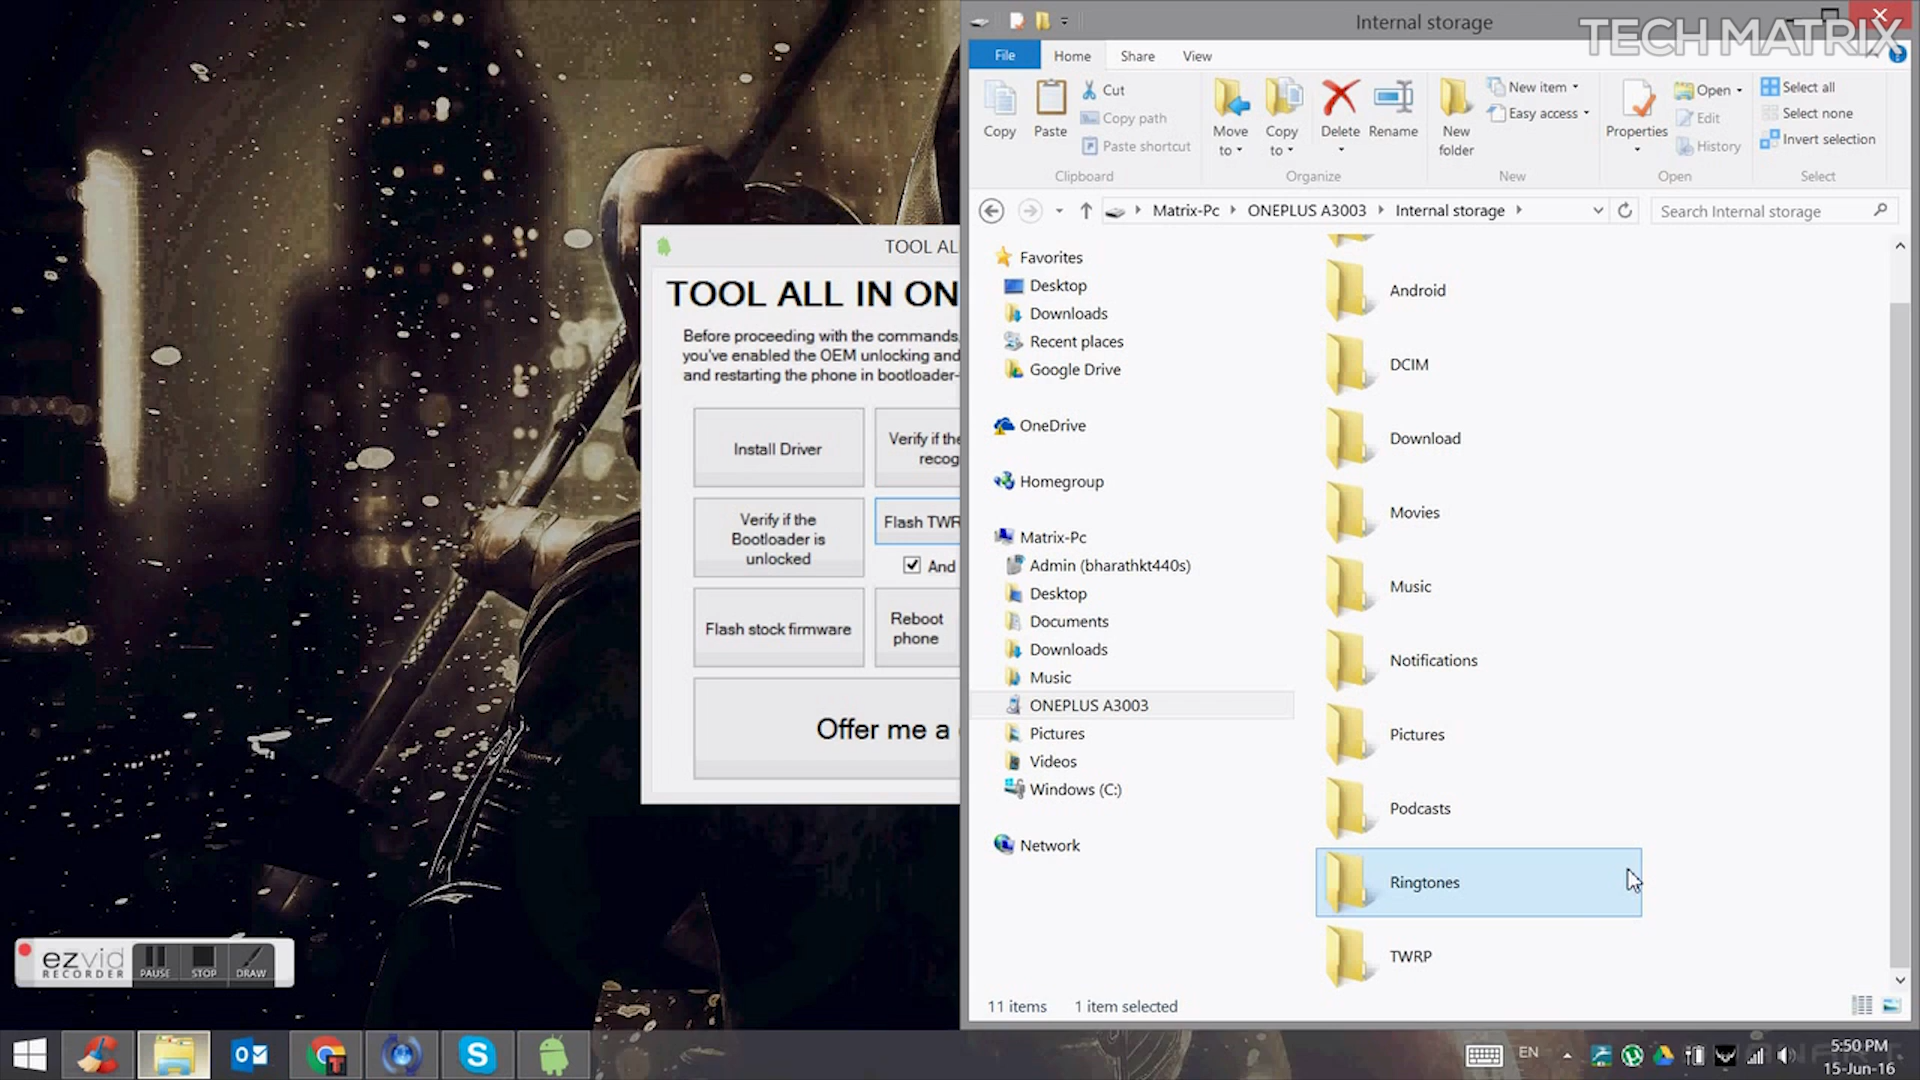 Internal storage
TECH MATRIX
File
Home
Share
View
Copy
Paste
Cut
Copy path
Paste shortcut
Clipboard
Move
to
Copy
to
Delete
Rename
Organize
New
folder
New item
Easy access
New
Properties
Open
Edit
History
Open
Select all
Select none
Invert selection
Select
Matrix-Pc
ONEPLUS A3003
Internal storage
Search Internal storage
Favorites
Desktop
Downloads
Recent places
Google Drive
OneDrive
Homegroup
Matrix-Pc
Admin (bharathkt440s)
Desktop
Documents
Downloads
Music
ONEPLUS A3003
Pictures
Videos
Windows (C:)
Network
Android
DCIM
Download
Movies
Music
Notifications
Pictures
Podcasts
Ringtones
TWRP
11 items
1 item selected
TOOL AL
TOOL ALL IN ON
Before proceeding with the commands,
you've enabled the OEM unlocking and
and restarting the phone in bootloader-
Install Driver
Verify if the
recog
Verify if the
Bootloader is
unlocked
Flash TWR
And
Flash stock firmware
Reboot
phone
Offer me a
ezvid
RECORDER
PAUSE
STOP
DRAW
EN
5:50 PM
15-Jun-16